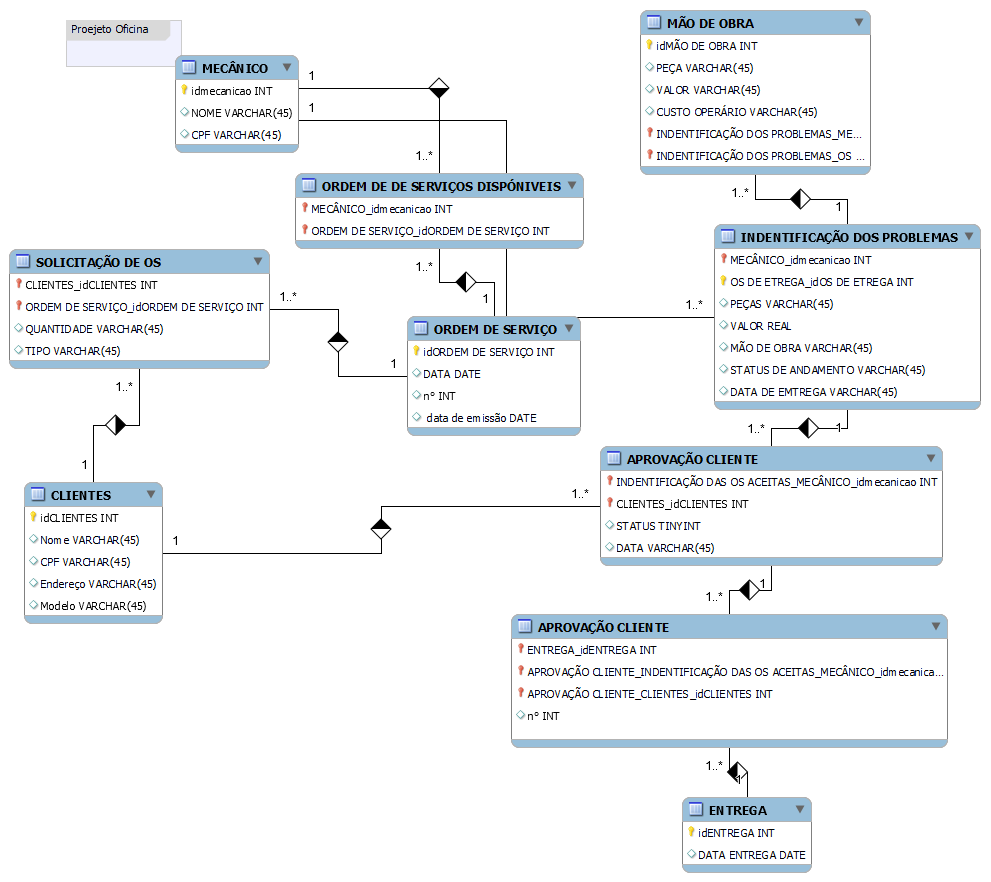 Proejeto Oficina
MECÂNICO
idmecanicao INT
NOME VARCHAR(45)
CPF VARCHAR(45)
1
1
1..*
MÃO DE OBRA
idMÃO DE OBRA INT
PEÇA VARCHAR(45)
VALOR VARCHAR(45)
CUSTO OPERÁRIO VARCHAR(45)
INDENTIFICAÇÃO DOS PROBLEMAS_ME...
INDENTIFICAÇÃO DOS PROBLEMAS_OS ...
1..*
1
ORDEM DE DE SERVIÇOS DISPÓNIVEIS
MECÂNICO_idmecanicao INT
ORDEM DE SERVIÇO_idORDEM DE SERVIÇO INT
1..*
1
SOLICITAÇÃO DE OS
CLIENTES_idCLIENTES INT
ORDEM DE SERVIÇO_idORDEM DE SERVIÇO INT
QUANTIDADE VARCHAR(45)
TIPO VARCHAR(45)
1..*
1
1..*
1
INDENTIFICAÇÃO DOS PROBLEMAS
MECÂNICO_idmecanicao INT
OS DE ETREGA_idOS DE ETREGA INT
PEÇAS VARCHAR(45)
VALOR REAL
MÃO DE OBRA VARCHAR(45)
STATUS DE ANDAMENTO VARCHAR(45)
DATA DE EMTREGA VARCHAR(45)
1..*
1..*
1
ORDEM DE SERVIÇO
idORDEM DE SERVIÇO INT
DATA DATE
nº INT
data de emissão DATE
CLIENTES
idCLIENTES INT
Nome VARCHAR(45)
CPF VARCHAR(45)
Endereço VARCHAR(45)
Modelo VARCHAR(45)
1
1..*
APROVAÇÃO CLIENTE
INDENTIFICAÇÃO DAS OS ACEITAS_MECÂNICO_idmecanicao INT
CLIENTES_idCLIENTES INT
STATUS TINYINT
DATA VARCHAR(45)
1
1..*
APROVAÇÃO CLIENTE
ENTREGA_idENTREGA INT
APROVAÇÃO CLIENTE_INDENTIFICAÇÃO DAS OS ACEITAS_MECÂNICO_idmecanica...
APROVAÇÃO CLIENTE_CLIENTES_idCLIENTES INT
nº INT
1..*
1
ENTREGA
idENTREGA INT
DATA ENTREGA DATE